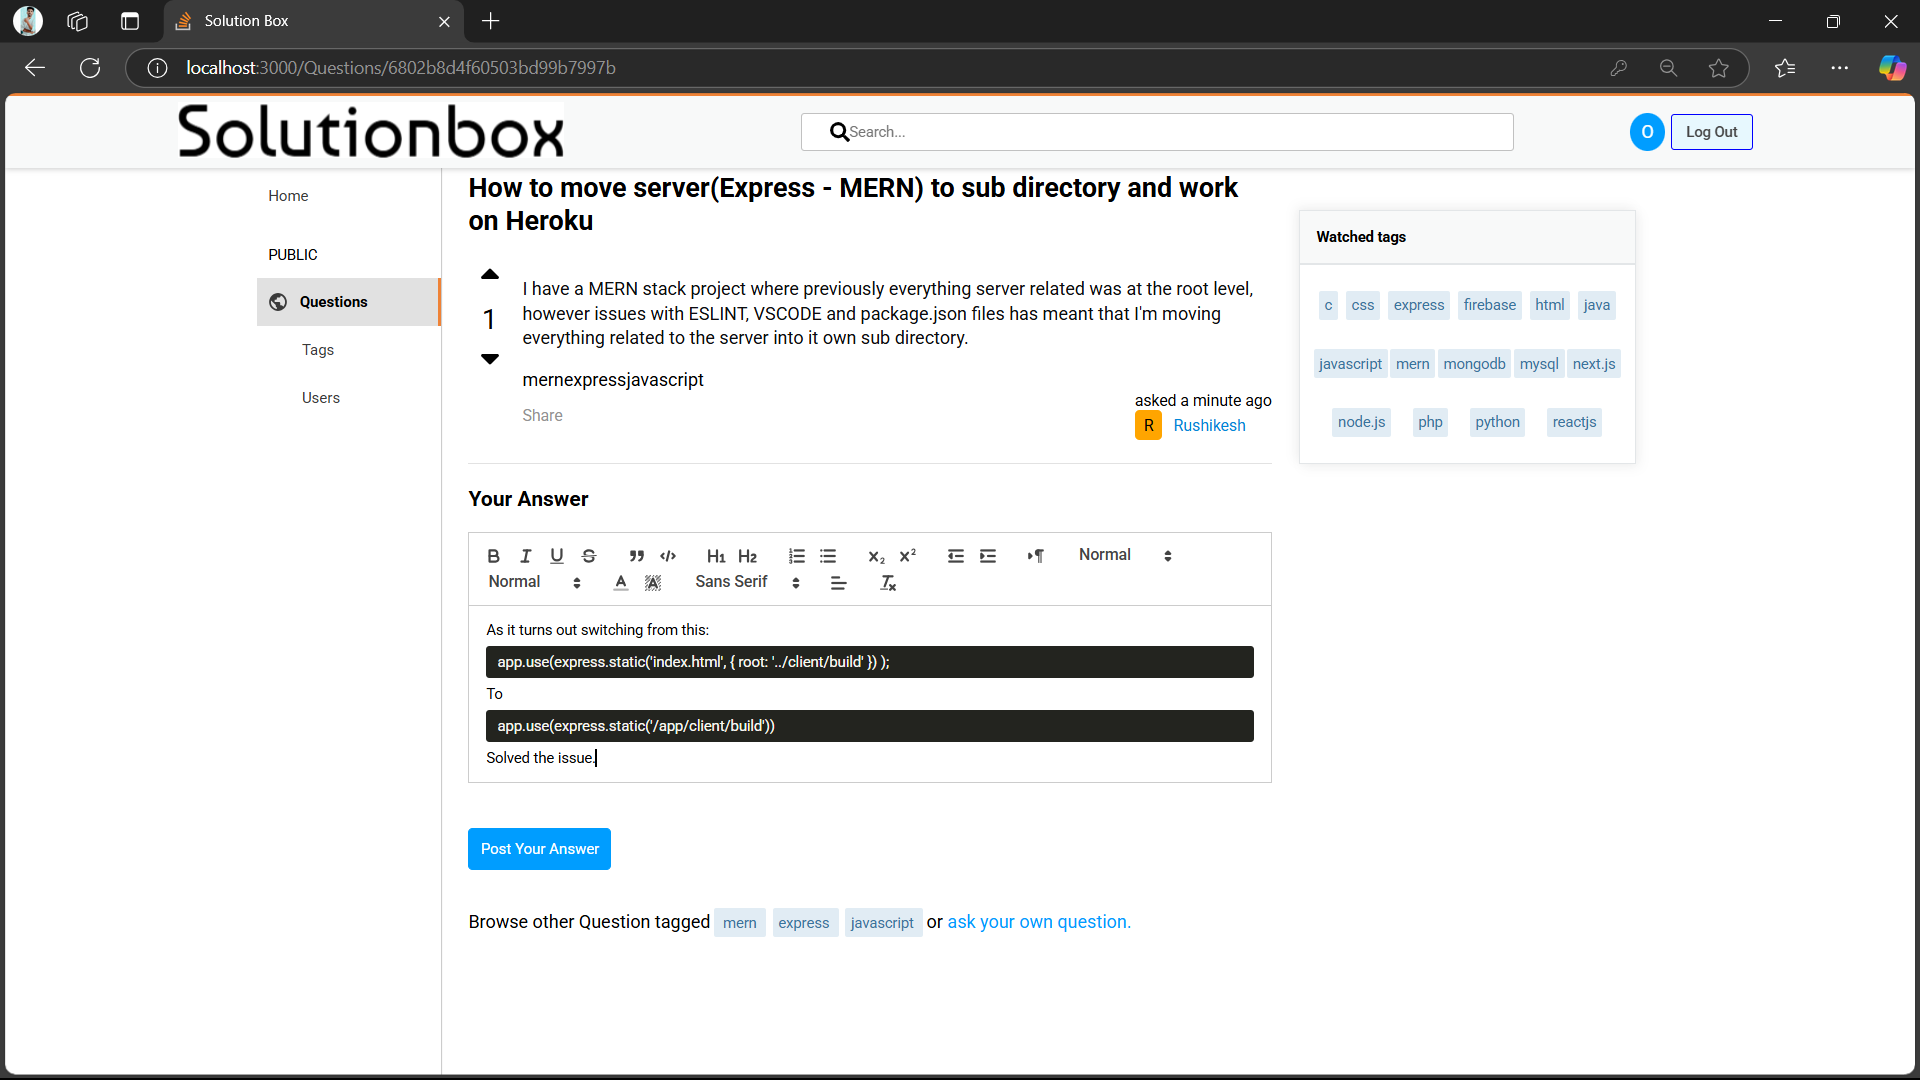 Solution Box
localhost:3000/Questions/6802b8d4f60503bd99b7997b
Solutionbox
Search...
O
Log Out
Home
PUBLIC
Questions
Tags
Users
How to move server(Express - MERN) to sub directory and work
on Heroku
1
I have a MERN stack project where previously everything server related was at the root level,
however issues with ESLINT, VSCODE and package.json files has meant that I'm moving
everything related to the server into it own sub directory.
mernexpressjavascript
Share
asked a minute ago
R Rushikesh
Watched tags
c css express firebase html java
javascript mern mongodb mysql next.js
node.js php python reactjs
Your Answer
B I U S H1 H2 X2 X2 Normal
Normal A A Sans Serif Tx
As it turns out switching from this:
app.use(express.static('index.html', { root: '../client/build' }) );
To
app.use(express.static('/app/client/build'))
Solved the issue.
Post Your Answer
Browse other Question tagged mern express javascript or ask your own question.